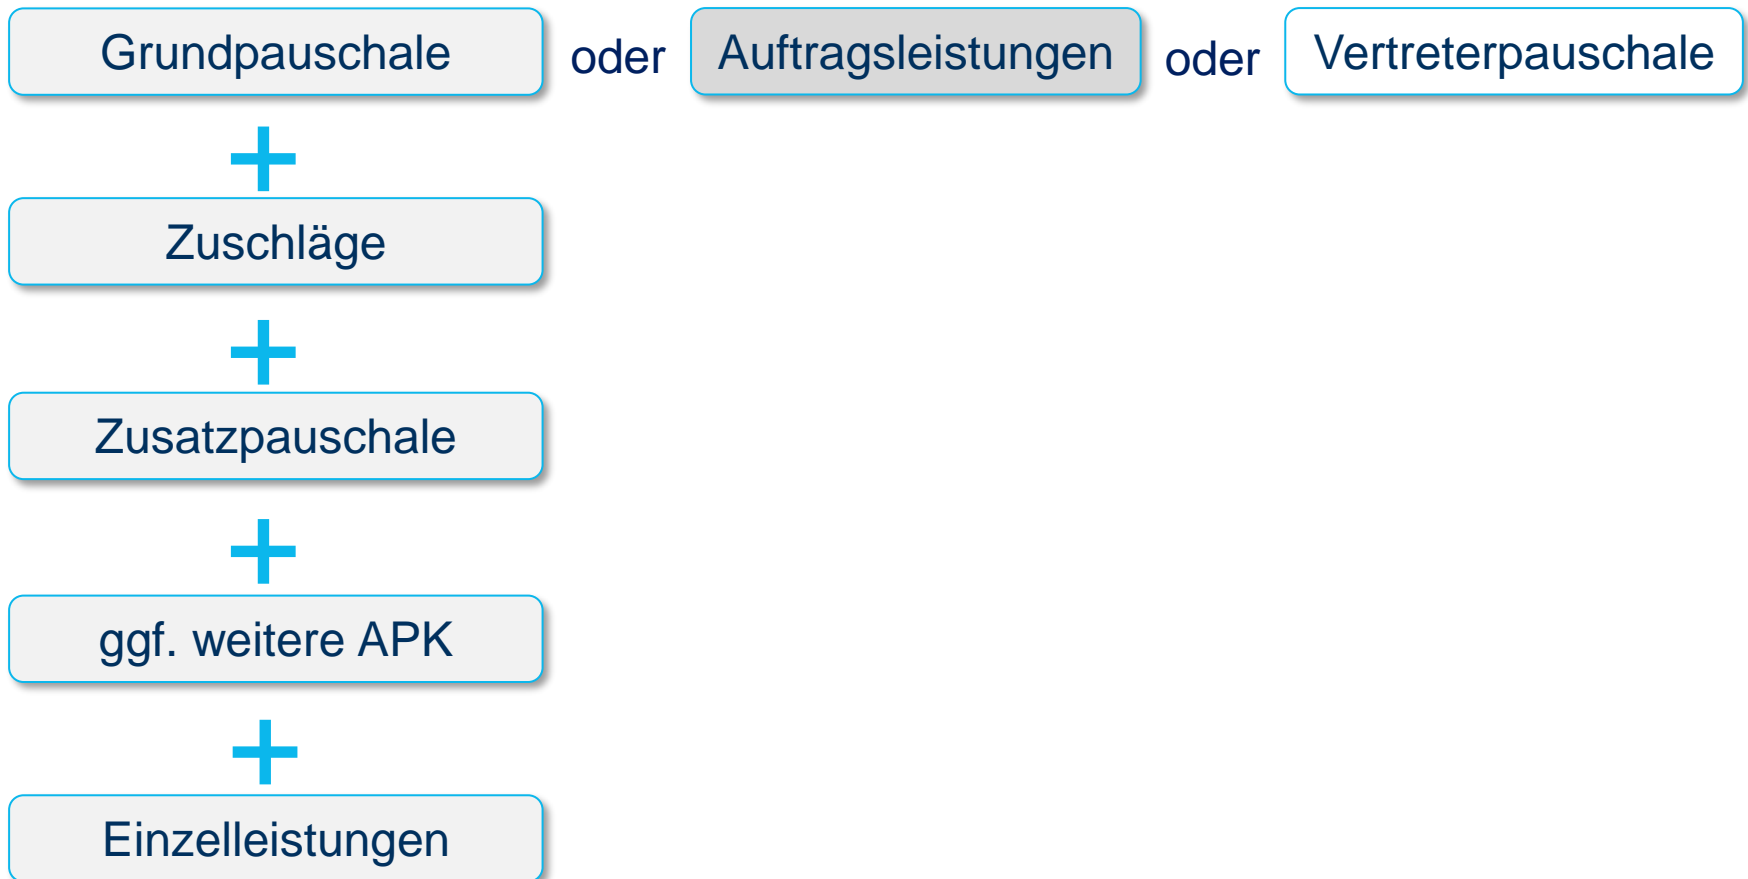 Grundpauschale oder Auftragsleistungen oder Vertreterpauschale
+
Zuschläge
+
Zusatzpauschale
+
ggf. weitere APK
+
Einzelleistungen